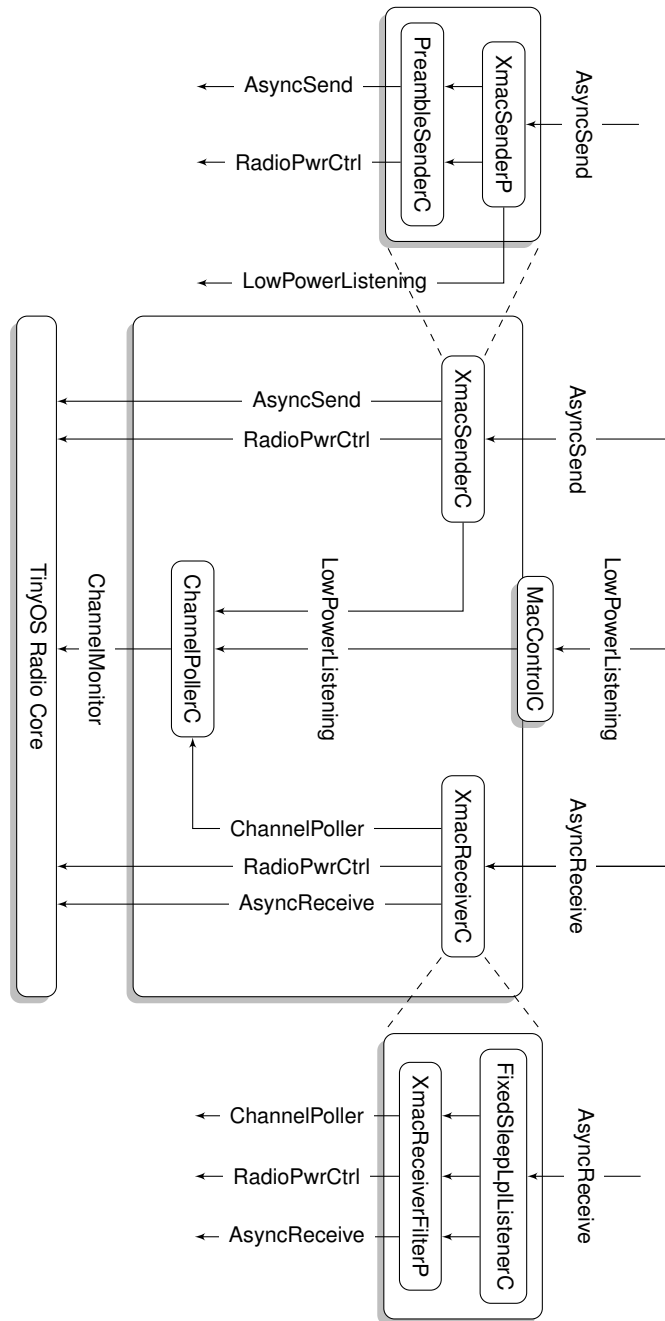 AsyncSend
XmacSenderP
PreambleSenderC
AsyncSend
RadioPwrCtrl
LowPowerListening
AsyncSend
XmacSenderC
AsyncSend
RadioPwrCtrl
LowPowerListening
MacControlC
LowPowerListening
ChannelPollerC
ChannelMonitor
TinyOS Radio Core
AsyncReceive
XmacReceiverC
ChannelPoller
RadioPwrCtrl
AsyncReceive
AsyncReceive
FixedSleepLplListenerC
XmacReceiverFilterP
ChannelPoller
RadioPwrCtrl
AsyncReceive